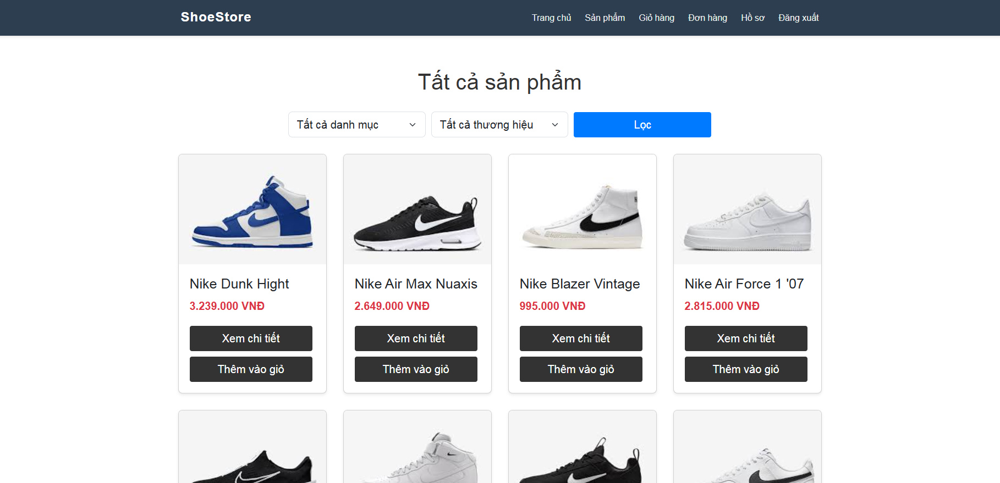 ShoeStore
Trang chủ Sản phẩm Giỏ hàng Đơn hàng Hồ sơ Đăng xuất
Tất cả sản phẩm
Tất cả danh mục
Tất cả thương hiệu
Lọc
Nike Dunk Hight
3.239.000 VNĐ
Xem chi tiết
Thêm vào giỏ
Nike Air Max Nuaxis
2.649.000 VNĐ
Xem chi tiết
Thêm vào giỏ
Nike Blazer Vintage
995.000 VNĐ
Xem chi tiết
Thêm vào giỏ
Nike Air Force 1 '07
2.815.000 VNĐ
Xem chi tiết
Thêm vào giỏ